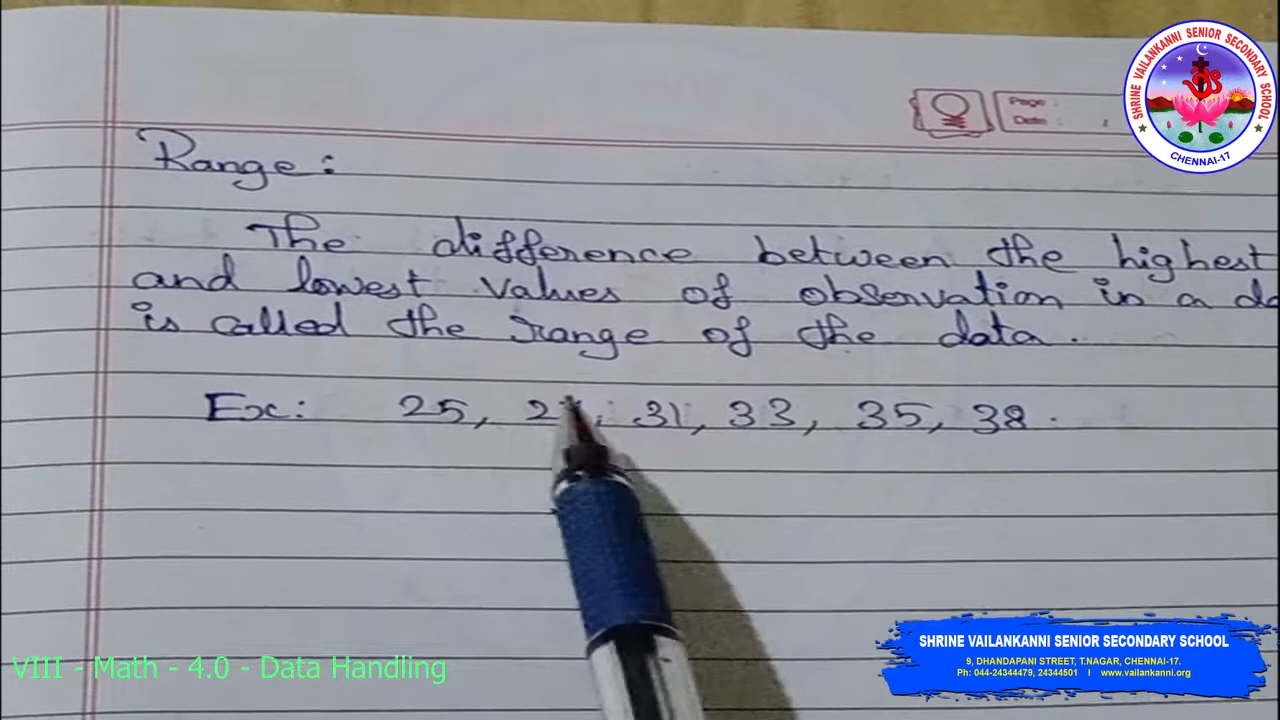 SHRINE VAILANKANNI SENIOR SECONDARY SCHOOL
CHENNAI-17
Page :
Date :
Range:
The difference between the highest
and lowest values of observation in a
is called the range of the data.
Ex: 25, 31, 33, 35, 38.
VIII - Math - 4.0 - Data Handling
SHRINE VAILANKANNI SENIOR SECONDARY SCHOOL
9, DHANDAPANI STREET, T.NAGAR, CHENNAI-17.
Ph: 044-24344479, 24344501 I www.vailankanni.org